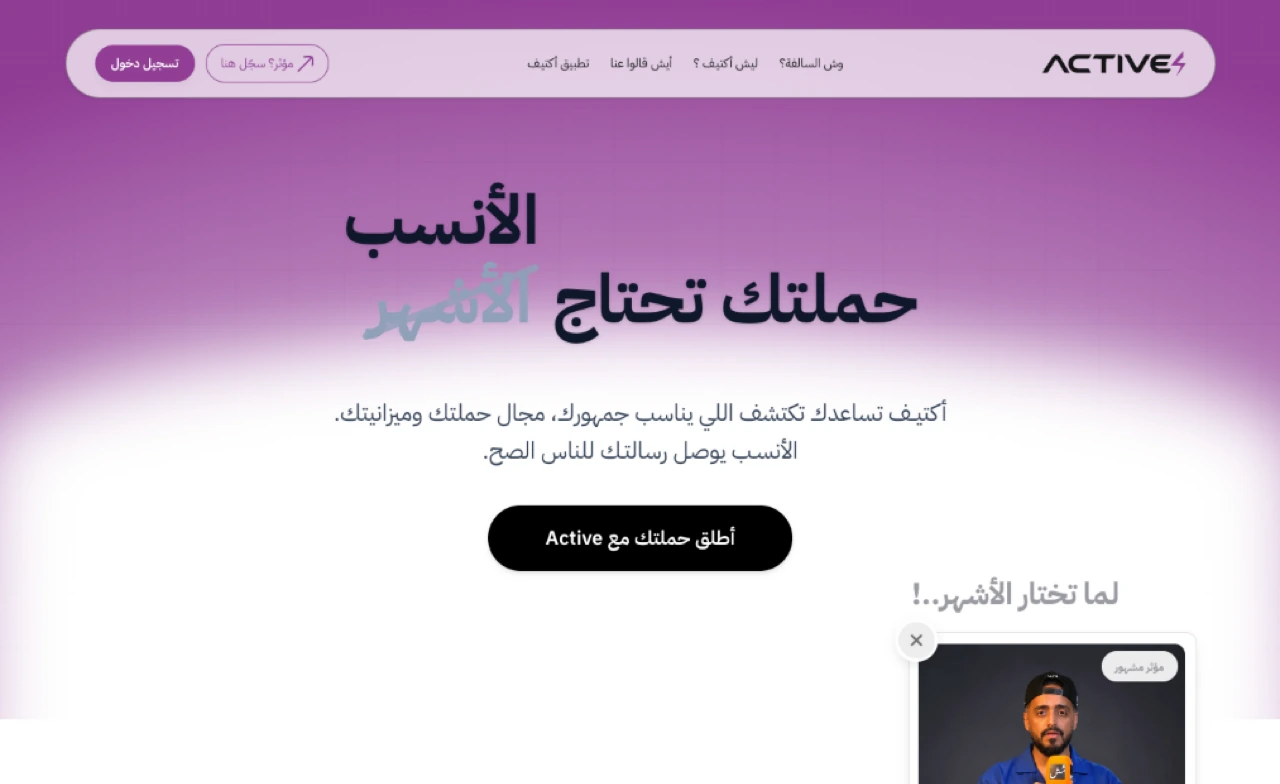 ACTIVE
وش السالفة؟
ليش أكتيف ؟
أيش قالوا عنا
تطبيق أكتيف
مؤثر؟ سجّل هنا
تسجيل دخول
الأنسب
حملتك تحتاج الأشهر
أكتيف تساعدك تكتشف اللي يناسب جمهورك، مجال حملتك وميزانيتك.
الأنسب يوصل رسالتك للناس الصح.
أطلق حملتك مع Active
لما تختار الأشهر..!
مؤثر مشهور